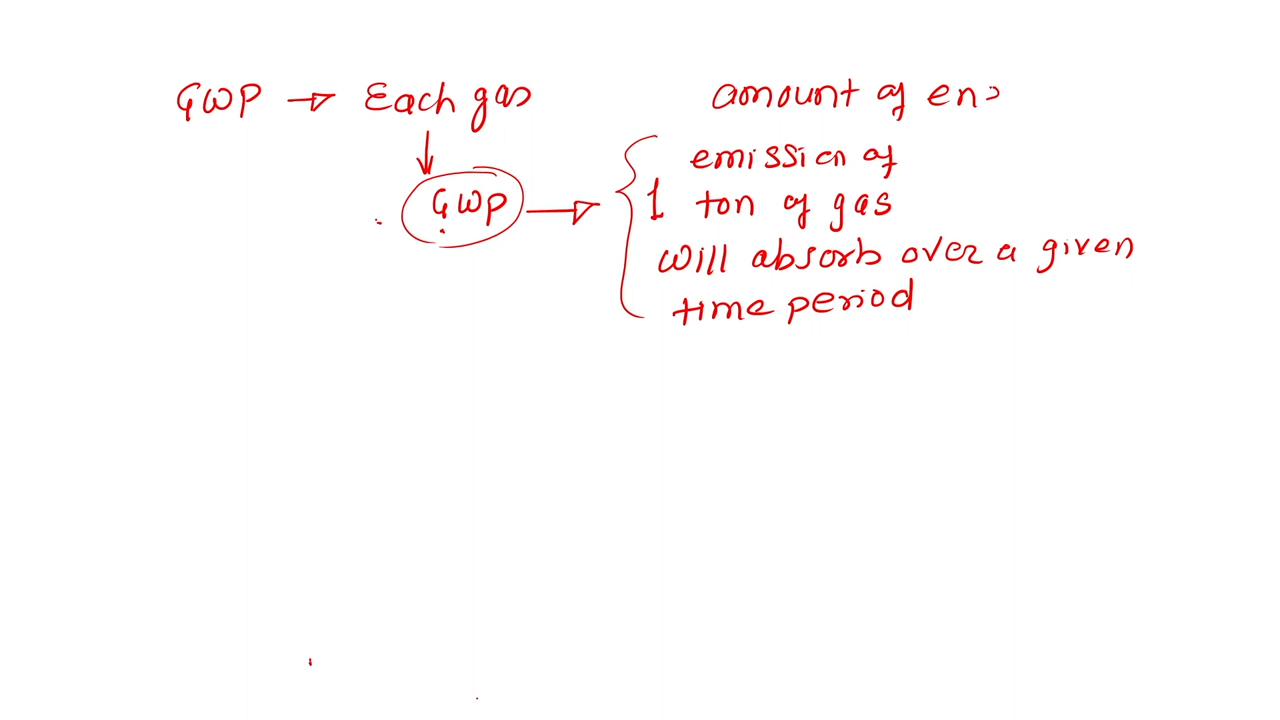 GWP → Each gas
amount of en
GWP →
emission of
1 ton of gas
will absorb over a given
time period